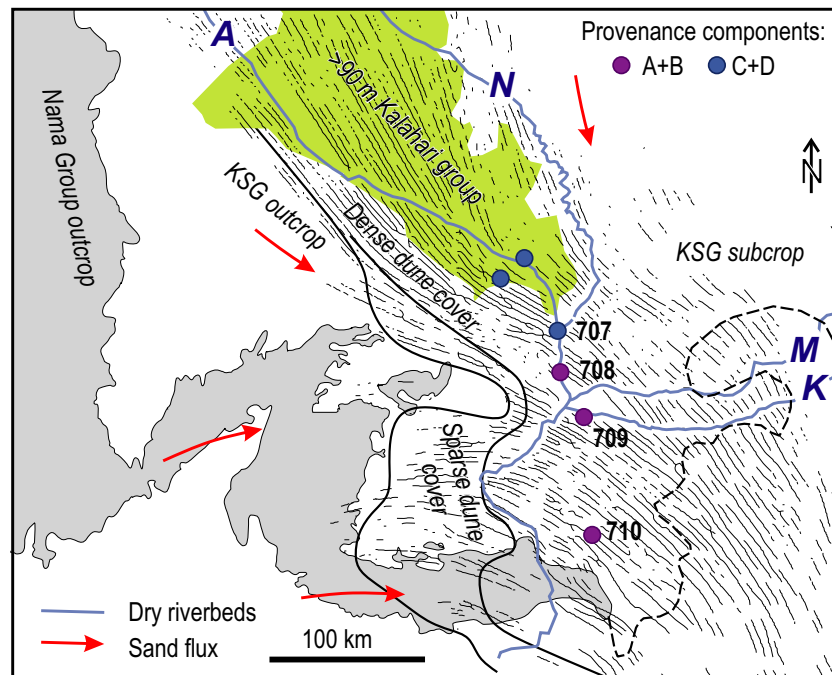 Provenance components:
A+B
C+D
A
N
>90 m Kalahari group
N
Nama Group outcrop
KSG outcrop
Dense dune cover
KSG subcrop
707
708
M
K
709
Sparse dune
cover
710
Dry riverbeds
Sand flux
100 km